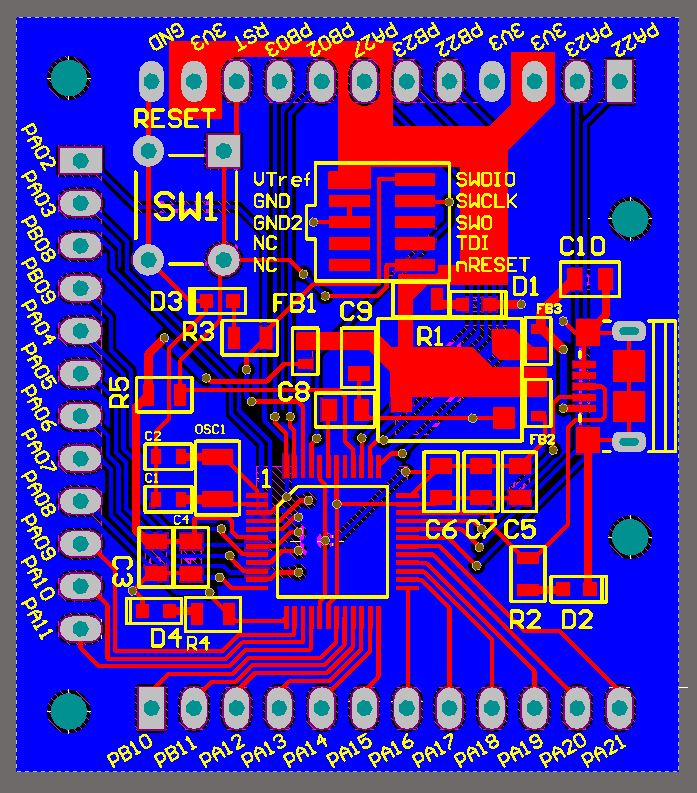 GND 3V3 RST PB03 PB02 PA27 PB23 PB22 3V3 3V3 PA23 PA22
RESET
PA02
PA03
PB08
PB09
PA04
PA05
PA06
PA07
PA08
PA09
PA10
PA11
SW1
VTref SWDIO
GND SWCLK
GND2 SWO
NC TDI
NC nRESET
C10
D3 FB1 C9 D1
R3 R1 FB3
R5 C8
C2 OSC1 FB2
C1 1
C6 C7 C5
C3 C4
R2 D2
D4 R4
PB10 PB11 PA12 PA13 PA14 PA15 PA16 PA17 PA18 PA19 PA20 PA21